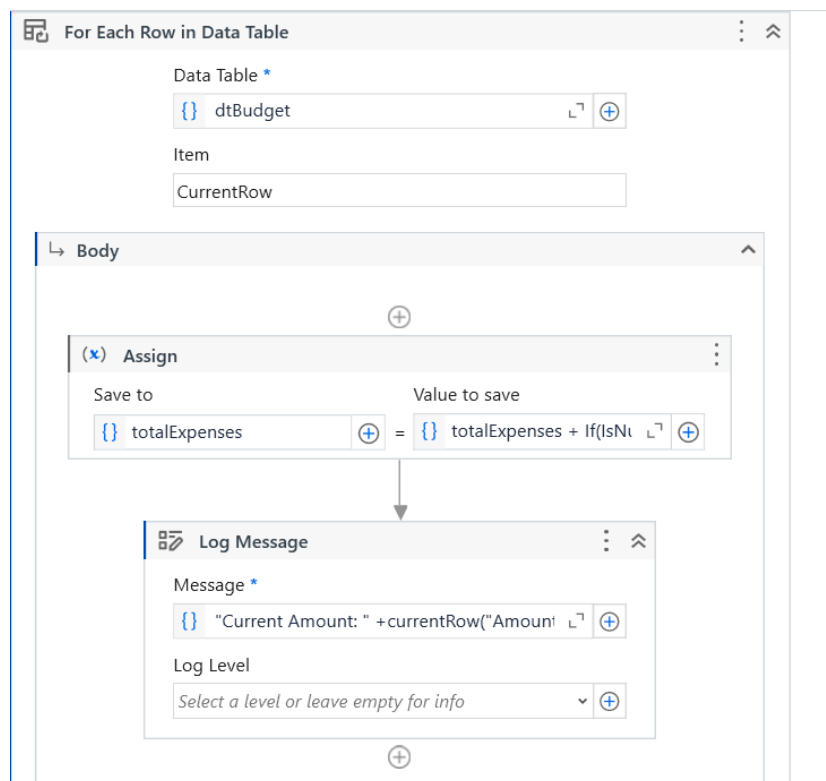 For Each Row in Data Table
Data Table *
{} dtBudget
Item
CurrentRow
Body
(x) Assign
Save to Value to save
{} totalExpenses = {} totalExpenses + If(IsNu
Log Message
Message *
{} "Current Amount: " +currentRow("Amount
Log Level
Select a level or leave empty for info